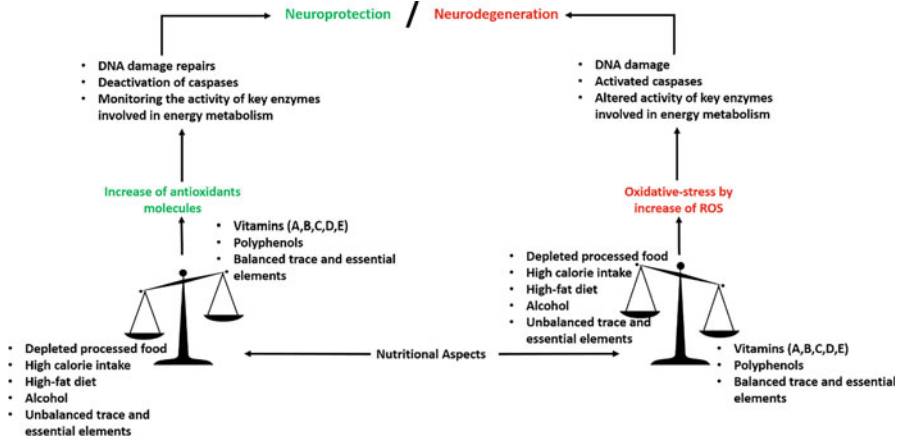 Neuroprotection / Neurodegeneration
• DNA damage repairs
• Deactivation of caspases
• Monitoring the activity of key enzymes
involved in energy metabolism
• DNA damage
• Activated caspases
• Altered activity of key enzymes
involved in energy metabolism
Increase of antioxidants
molecules
Oxidative-stress by
increase of ROS
• Vitamins (A,B,C,D,E)
• Polyphenols
• Balanced trace and essential
elements
• Depleted processed food
• High calorie intake
• High-fat diet
• Alcohol
• Unbalanced trace and
essential elements
• Depleted processed food
• High calorie intake
• High-fat diet
• Alcohol
• Unbalanced trace and
essential elements
Nutritional Aspects
• Vitamins (A,B,C,D,E)
• Polyphenols
• Balanced trace and essential
elements